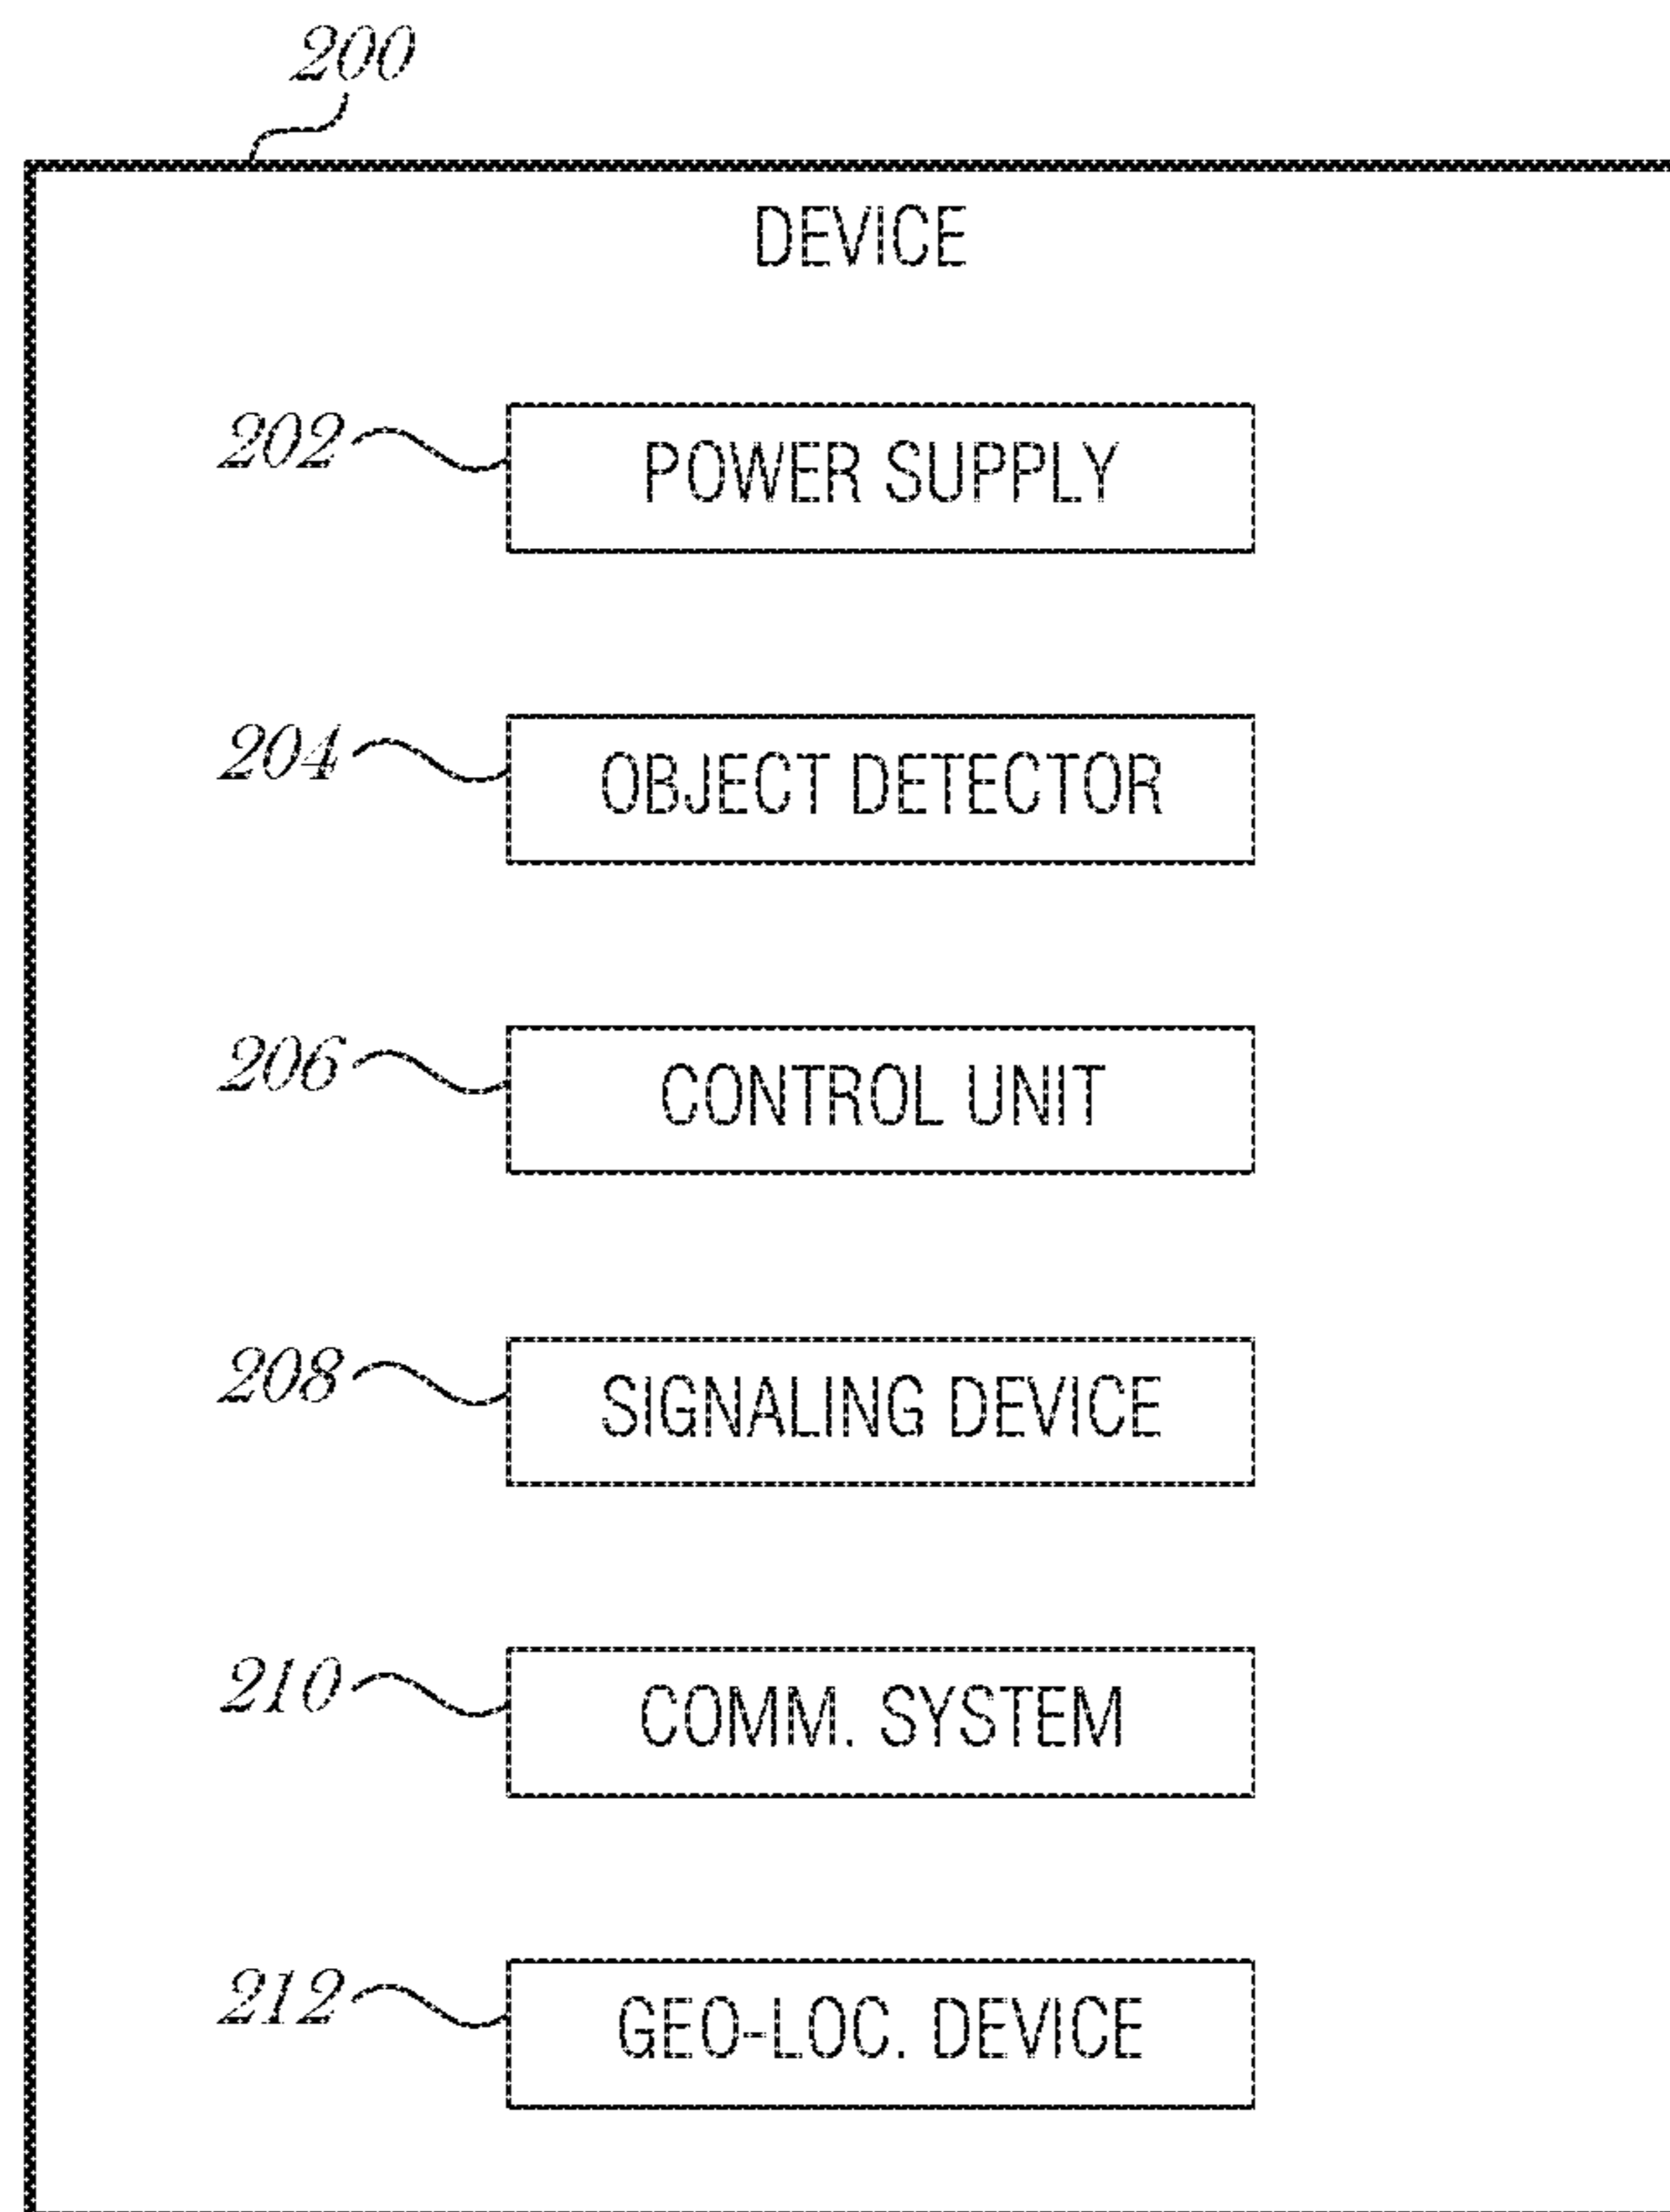 200
DEVICE
202 POWER SUPPLY
204 OBJECT DETECTOR
206 CONTROL UNIT
208 SIGNALING DEVICE
210 COMM. SYSTEM
212 GEO-LOC. DEVICE